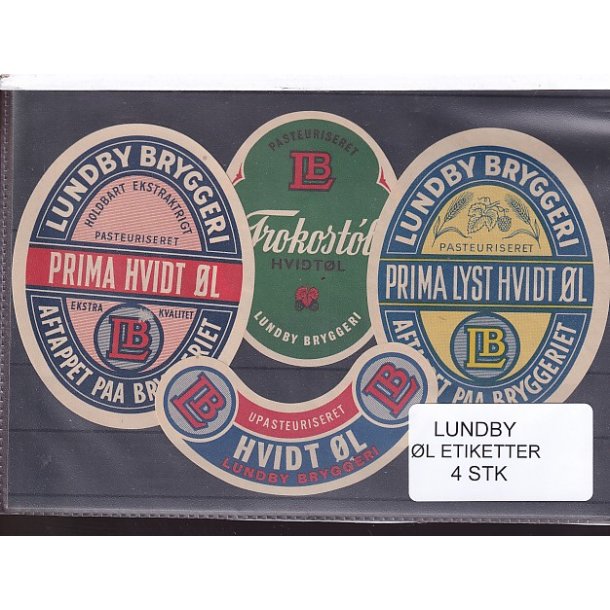 LUNDBY BRYGGERI
HOLDBART EKSTRAKTRIGT
PASTEURISERET
PRIMA HVIDT ØL
EKSTRA KVALITET
LB
AFTAPPET PAA BRYGGERIET
PASTEURISERET
LB
Frokostöl
HVIDTØL
LUNDBY BRYGGERI
LUNDBY BRYGGERI
PASTEURISERET
PRIMA LYST HVIDT ØL
LB
AFTAPPET PAA BRYGGERIET
LB
LB
UPASTEURISERET
HVIDT ØL
LUNDBY BRYGGERI
LUNDBY
ØL ETIKETTER
4 STK